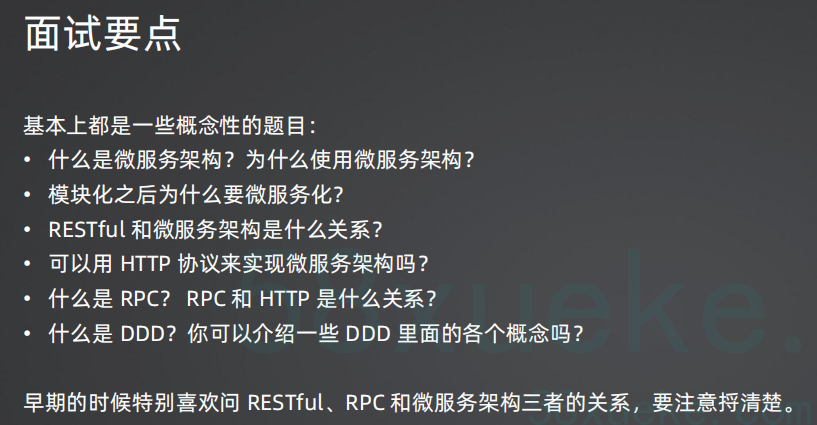 面试要点
基本上都是一些概念性的题目：
• 什么是微服务架构？为什么使用微服务架构？
• 模块化之后为什么要微服务化？
• RESTful 和微服务架构是什么关系？
• 可以用 HTTP 协议来实现微服务架构吗？
• 什么是 RPC？ RPC 和 HTTP 是什么关系？
• 什么是 DDD？你可以介绍一些 DDD 里面的各个概念吗？
早期的时候特别喜欢问 RESTful、RPC 和微服务架构三者的关系，要注意捋清楚。